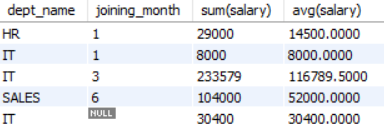 dept_name joining_month sum(salary) avg(salary)
HR 1 29000 14500.0000
IT 1 8000 8000.0000
IT 3 233579 116789.5000
SALES 6 104000 52000.0000
IT NULL 30400 30400.0000